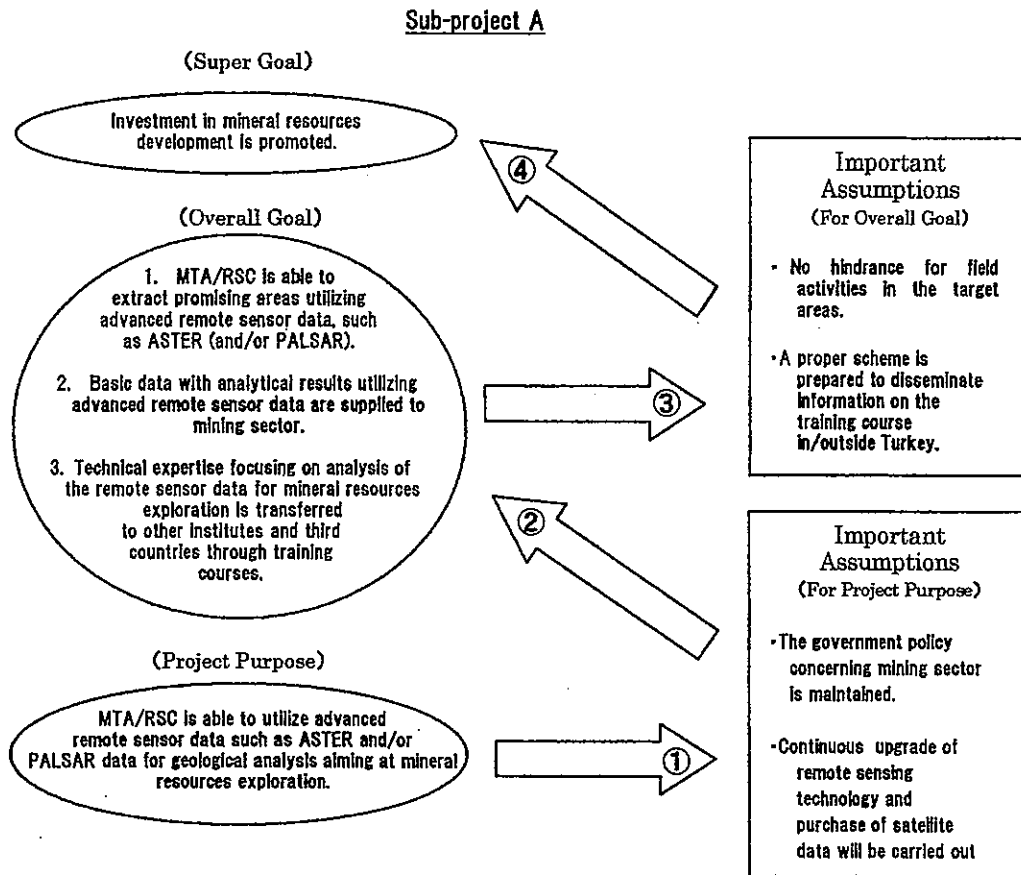 Sub-project A
(Super Goal)
Investment in mineral resources
development is promoted.
(Overall Goal)
1. MTA/RSC is able to
extract promising areas utilizing
advanced remote sensor data, such
as ASTER (and/or PALSAR).
2. Basic data with analytical results utilizing
advanced remote sensor data are supplied to
mining sector.
3. Technical expertise focusing on analysis of
the remote sensor data for mineral resources
exploration is transferred
to other institutes and third
countries through training
courses.
(Project Purpose)
MTA/RSC is able to utilize advanced
remote sensor data such as ASTER and/or
PALSAR data for geological analysis aiming at mineral
resources exploration.
④
③
②
①
Important
Assumptions
(For Overall Goal)
・No hindrance for field
activities in the target
areas.
・A proper scheme is
prepared to disseminate
information on the
training course
in/outside Turkey.
Important
Assumptions
(For Project Purpose)
・The government policy
concerning mining sector
is maintained.
・Continuous upgrade of
remote sensing
technology and
purchase of satellite
data will be carried out